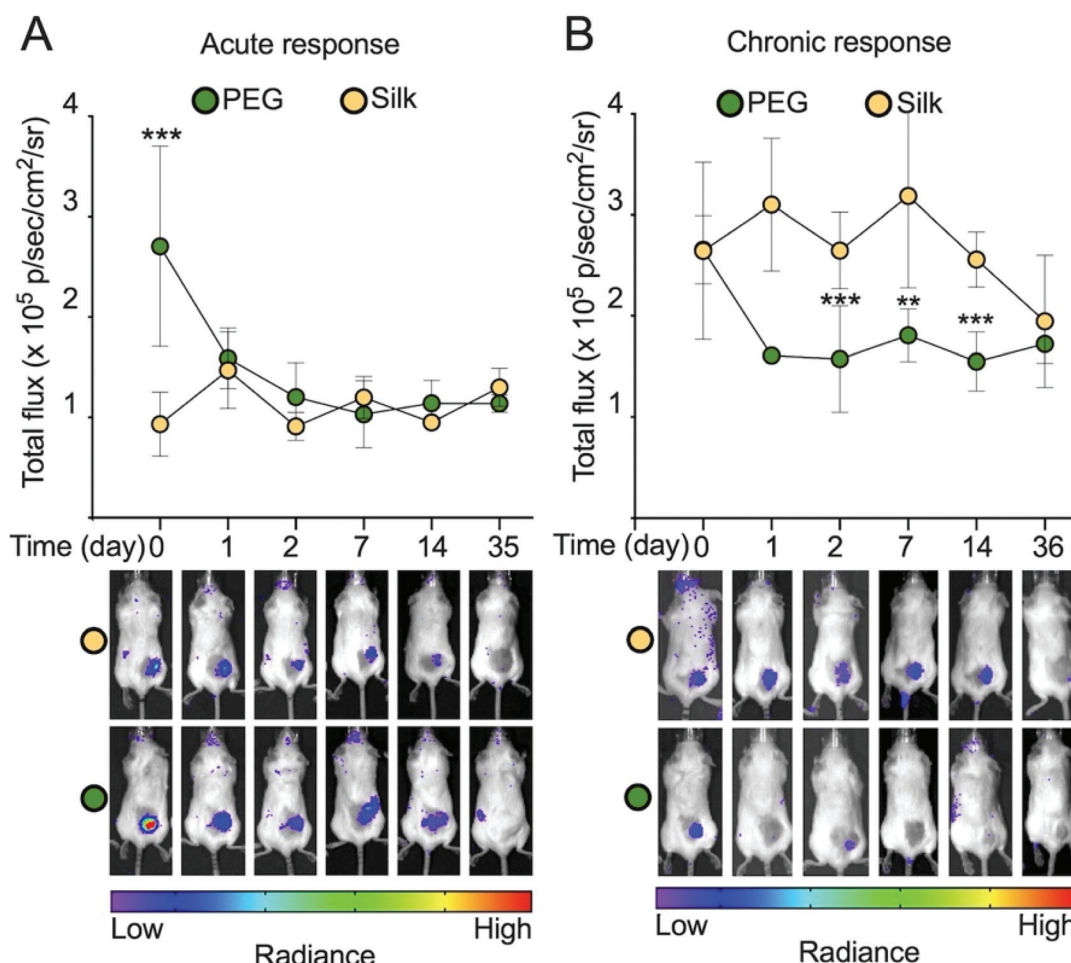 A
Acute response
PEG
Silk
Total flux (x 10⁵ p/sec/cm²/sr)
4
3
2
1
***
Time (day)
0
1
2
7
14
35
Low
High
Radiance
B
Chronic response
PEG
Silk
Total flux (x 10⁵ p/sec/cm²/sr)
4
3
2
1
***
**
***
Time (day)
0
1
2
7
14
36
Low
High
Radiance